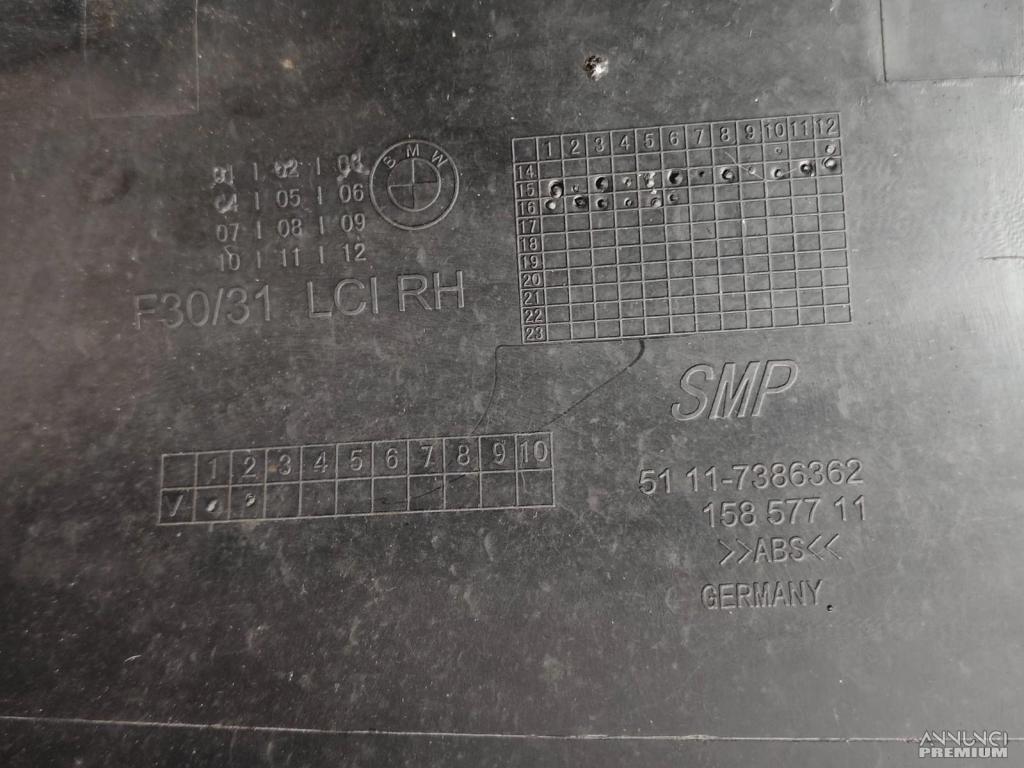 01 | 02 | 03
04 | 05 | 06
07 | 08 | 09
10 | 11 | 12
BMW
F30/31 LCI RH
1 2 3 4 5 6 7 8 9 10 11 12
14
15
16
17
18
19
20
21
22
23
SMP
1 2 3 4 5 6 7 8 9 10
V
51 11-7386362
158 577 11
>>ABS<<
GERMANY
ANNUNCI
PREMIUM